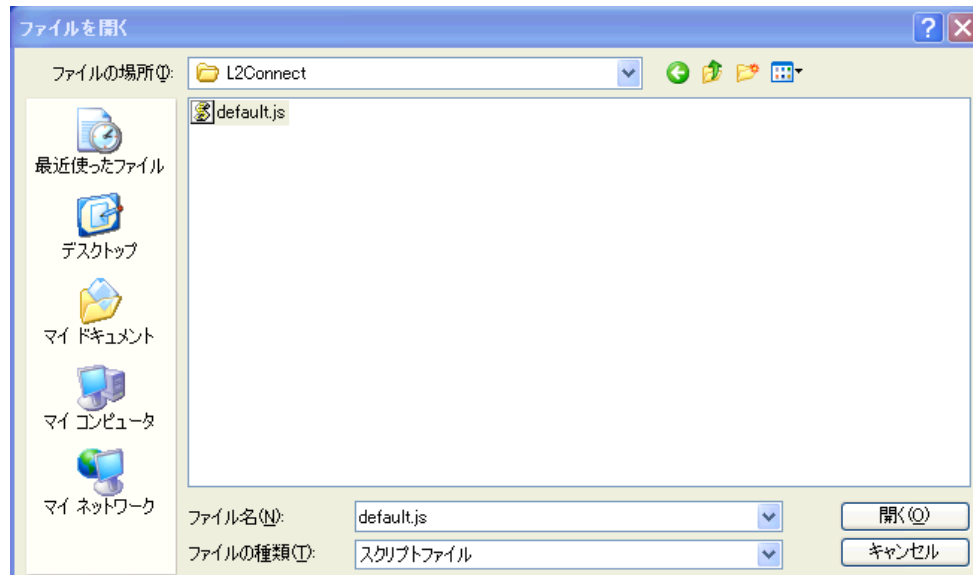 ファイルを開く
ファイルの場所(I):
L2Connect
default.js
最近使ったファイル
デスクトップ
マイ ドキュメント
マイ コンピュータ
マイ ネットワーク
ファイル名(N):
default.js
開く(O)
ファイルの種類(T):
スクリプトファイル
キャンセル